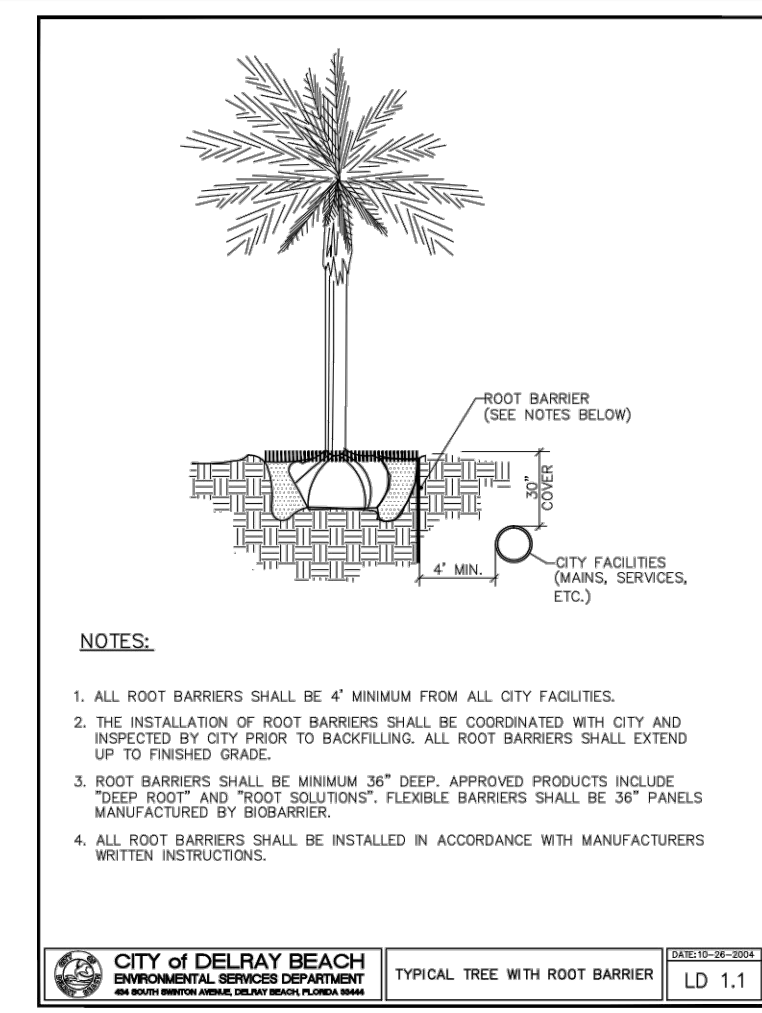 ROOT BARRIER
(SEE NOTES BELOW)
30"
COVER
4' MIN.
CITY FACILITIES
(MAINS, SERVICES,
ETC.)
NOTES:
1. ALL ROOT BARRIERS SHALL BE 4' MINIMUM FROM ALL CITY FACILITIES.
2. THE INSTALLATION OF ROOT BARRIERS SHALL BE COORDINATED WITH CITY AND
INSPECTED BY CITY PRIOR TO BACKFILLING. ALL ROOT BARRIERS SHALL EXTEND
UP TO FINISHED GRADE.
3. ROOT BARRIERS SHALL BE MINIMUM 36" DEEP. APPROVED PRODUCTS INCLUDE
"DEEP ROOT" AND "ROOT SOLUTIONS". FLEXIBLE BARRIERS SHALL BE 36" PANELS
MANUFACTURED BY BIOBARRIER.
4. ALL ROOT BARRIERS SHALL BE INSTALLED IN ACCORDANCE WITH MANUFACTURERS
WRITTEN INSTRUCTIONS.
CITY of DELRAY BEACH
ENVIRONMENTAL SERVICES DEPARTMENT
434 SOUTH SWINTON AVENUE, DELRAY BEACH, FLORIDA 33444
TYPICAL TREE WITH ROOT BARRIER
DATE:10-26-2004
LD 1.1